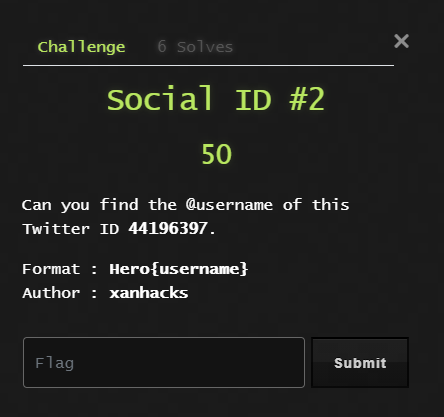 Challenge 6 Solves
×
Social ID #2
50
Can you find the @username of this
Twitter ID 44196397.
Format : Hero{username}
Author : xanhacks
Flag Submit